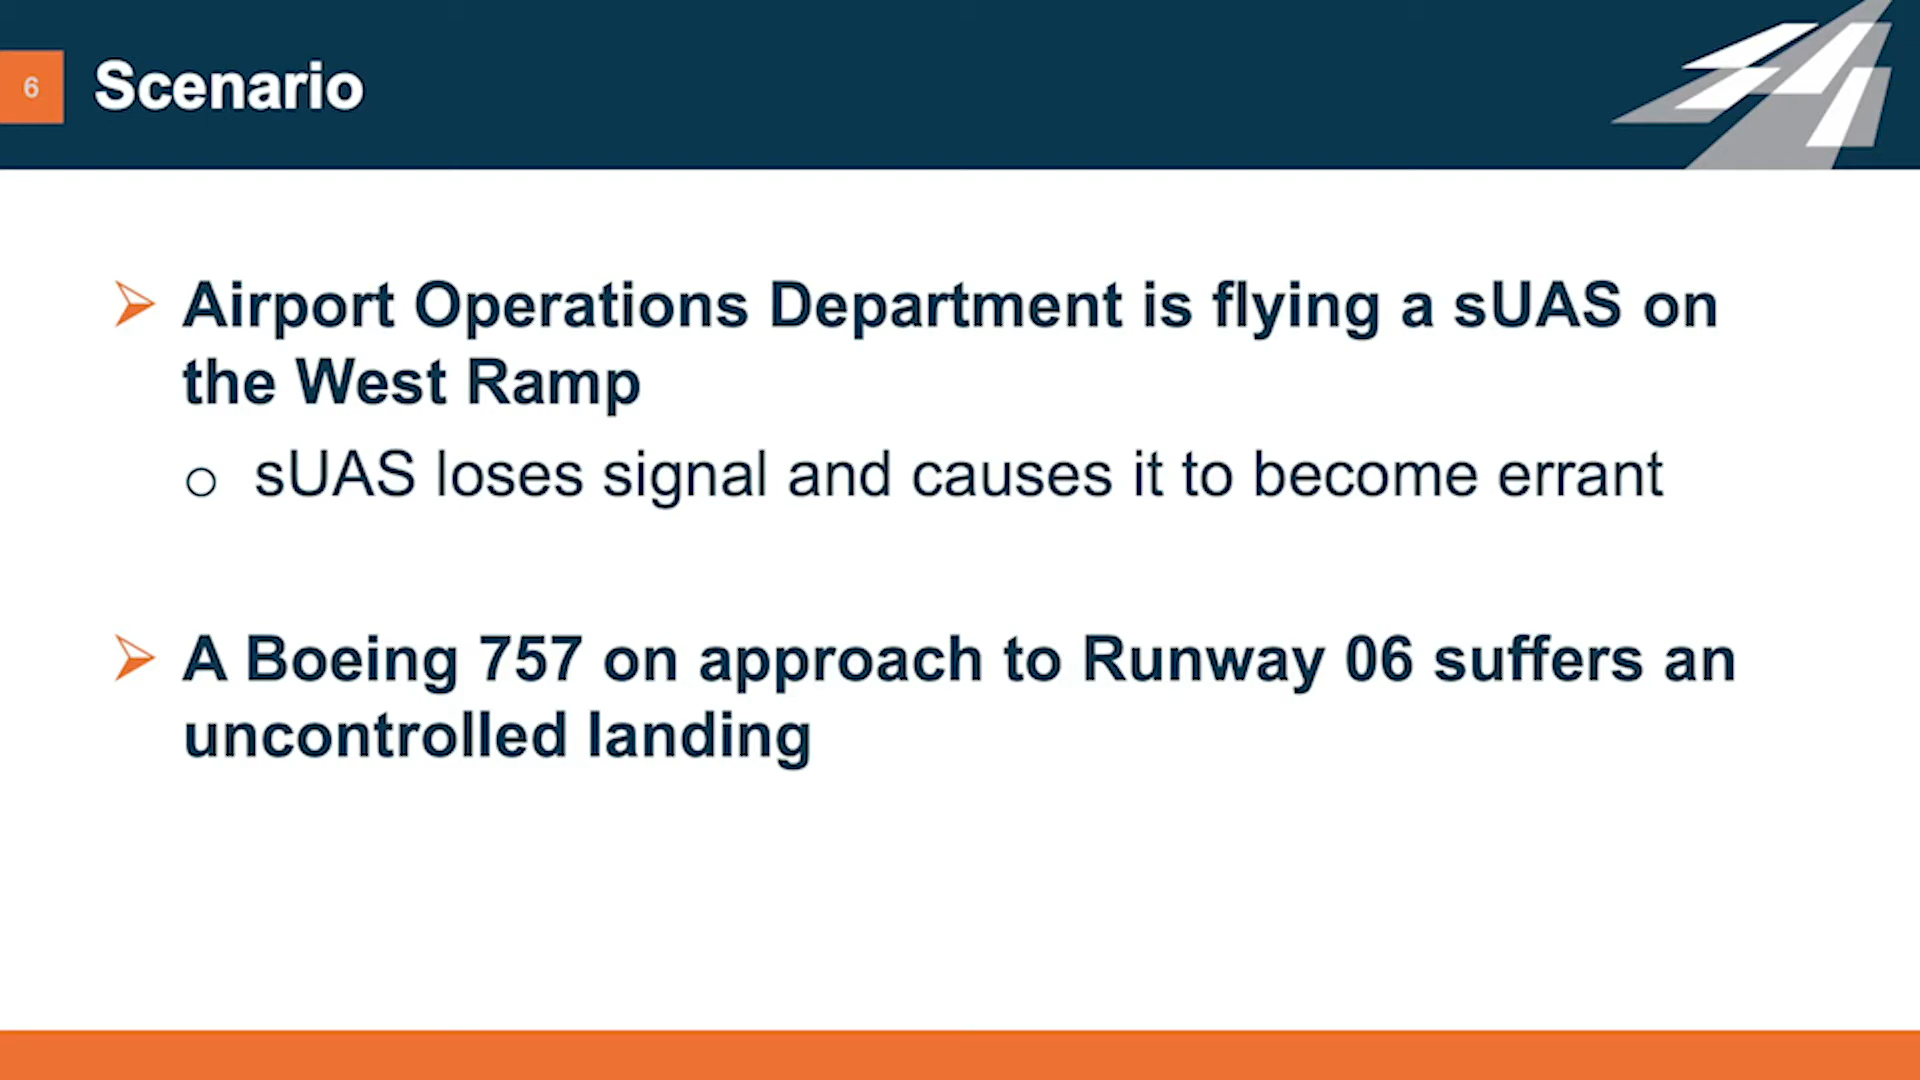 6
Scenario
Airport Operations Department is flying a sUAS on
the West Ramp
sUAS loses signal and causes it to become errant
A Boeing 757 on approach to Runway 06 suffers an
uncontrolled landing